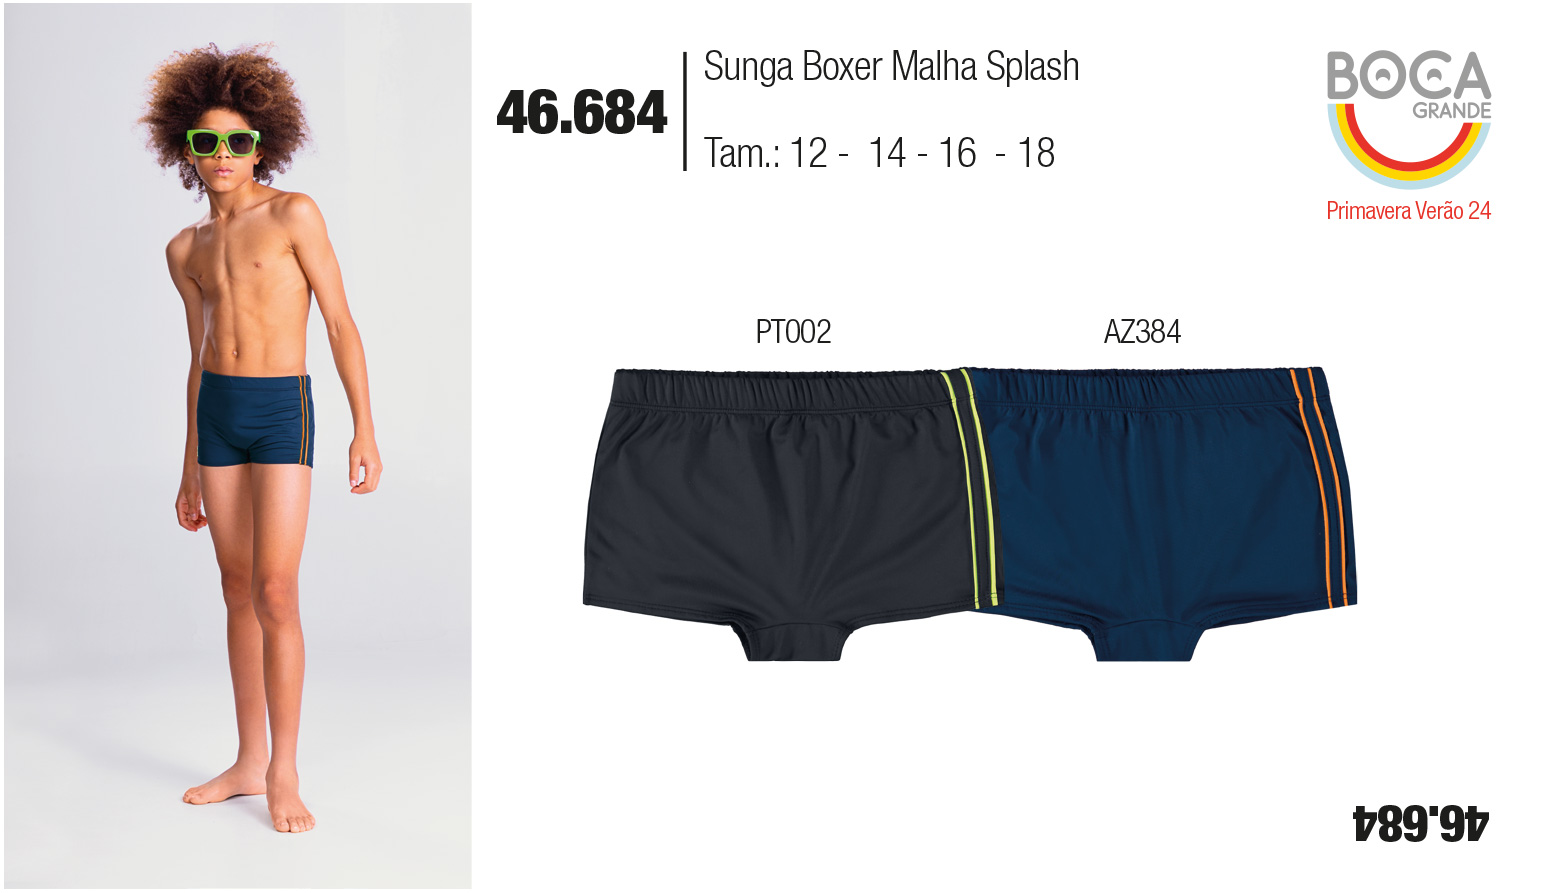 46.684
Sunga Boxer Malha Splash
Tam.: 12 - 14 - 16 - 18
BOCA
GRANDE
Primavera Verão 24
PT002
AZ384
46.684